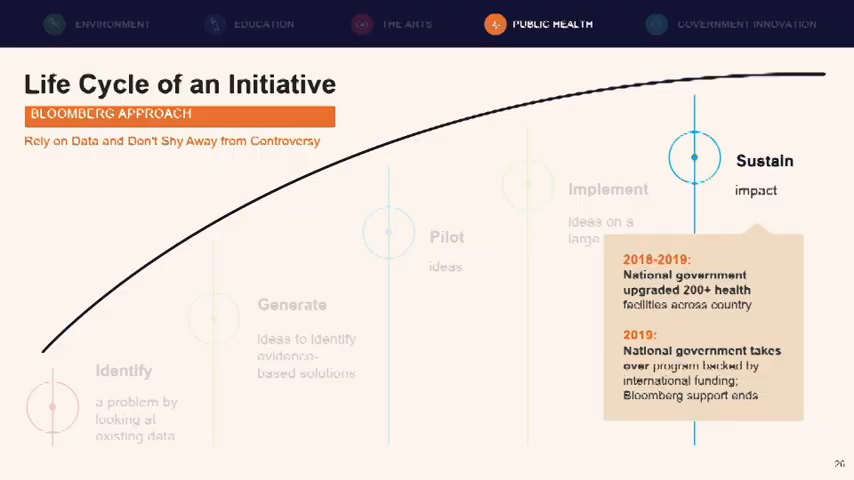 ENVIRONMENT
EDUCATION
THE ARTS
PUBLIC HEALTH
GOVERNMENT INNOVATION
Life Cycle of an Initiative
BLOOMBERG APPROACH
Rely on Data and Don't Shy Away from Controversy
Identify
a problem by
looking at
existing data
Generate
ideas to identify
evidence-
based solutions
Pilot
ideas
Implement
ideas on a
large
Sustain
impact
2018-2019:
National government
upgraded 200+ health
facilities across country
2019:
National government takes
over program backed by
international funding;
Bloomberg support ends
26